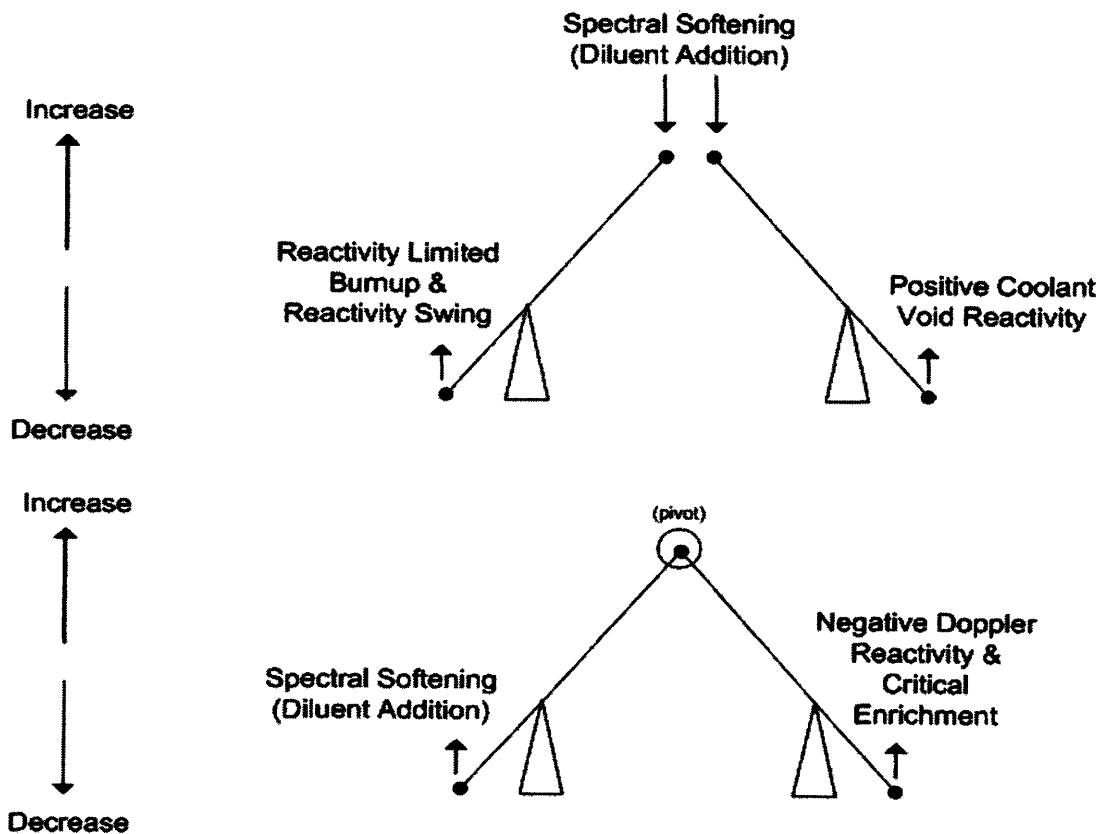 Spectral Softening
(Diluent Addition)
Increase
Reactivity Limited
Burnup &
Reactivity Swing
Positive Coolant
Void Reactivity
Decrease
Increase
(pivot)
Negative Doppler
Reactivity &
Critical
Enrichment
Spectral Softening
(Diluent Addition)
Decrease